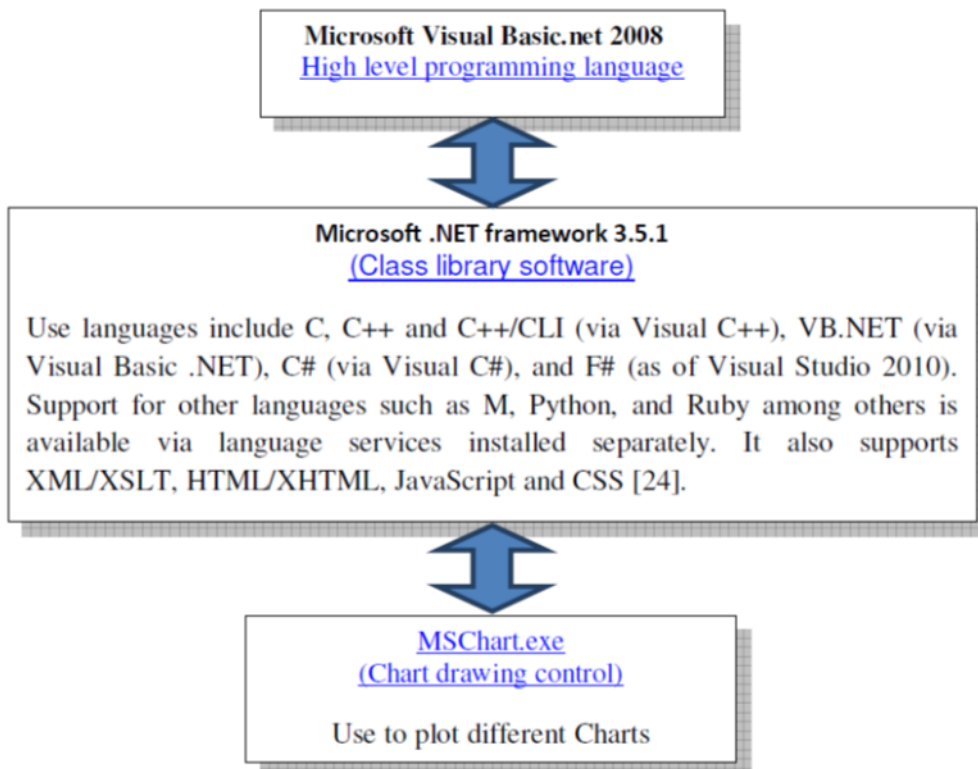 Microsoft Visual Basic.net 2008
High level programming language
Microsoft .NET framework 3.5.1
(Class library software)
Use languages include C, C++ and C++/CLI (via Visual C++), VB.NET (via
Visual Basic .NET), C# (via Visual C#), and F# (as of Visual Studio 2010).
Support for other languages such as M, Python, and Ruby among others is
available via language services installed separately. It also supports
XML/XSLT, HTML/XHTML, JavaScript and CSS [24].
MSChart.exe
(Chart drawing control)
Use to plot different Charts